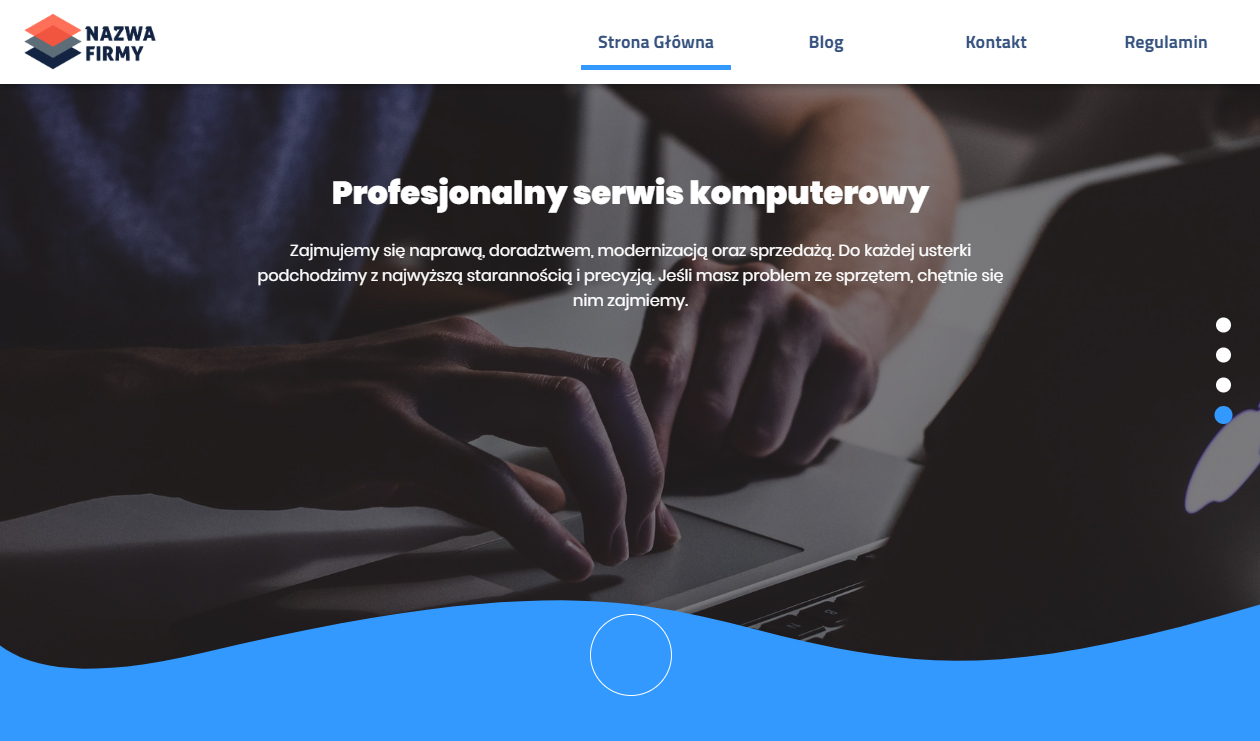 NAZWA
FIRMY
Strona Główna
Blog
Kontakt
Regulamin
Profesjonalny serwis komputerowy
Zajmujemy się naprawą, doradztwem, modernizacją oraz sprzedażą. Do każdej usterki
podchodzimy z najwyższą starannością i precyzją. Jeśli masz problem ze sprzętem, chętnie się
nim zajmiemy.